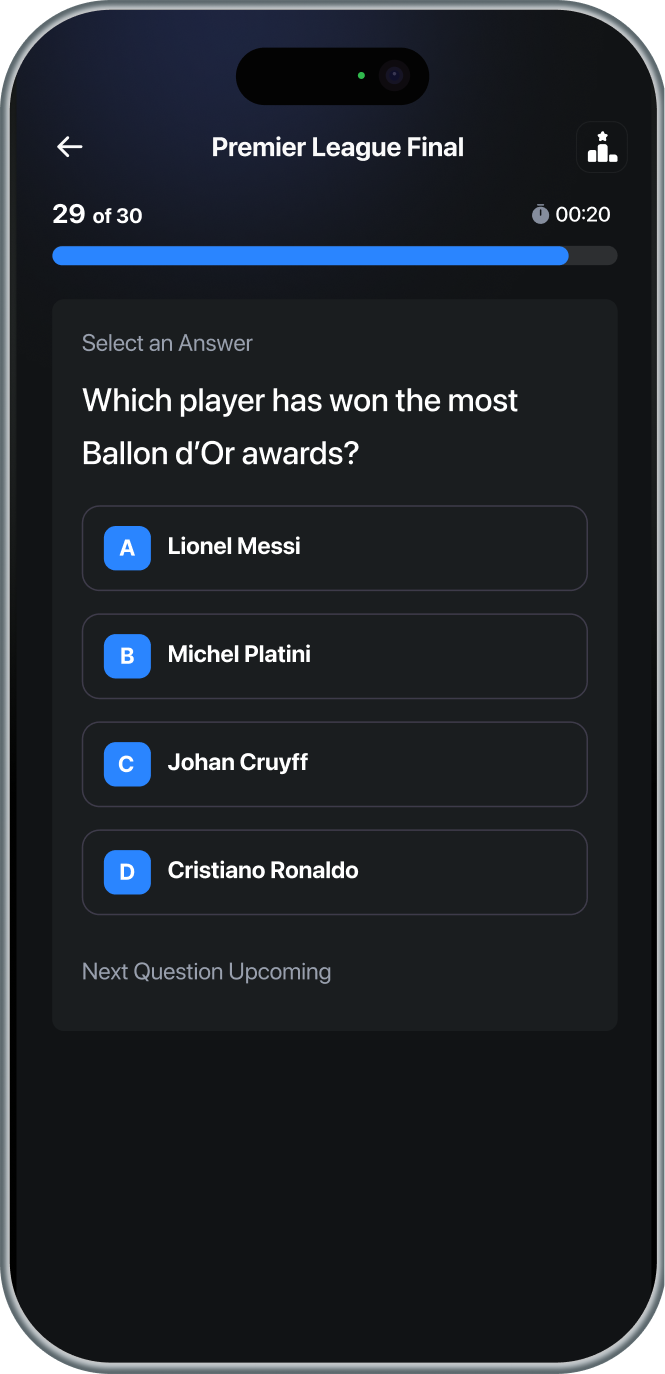 Premier League Final
29 of 30
00:20
Select an Answer
Which player has won the most
Ballon d’Or awards?
A Lionel Messi
B Michel Platini
C Johan Cruyff
D Cristiano Ronaldo
Next Question Upcoming